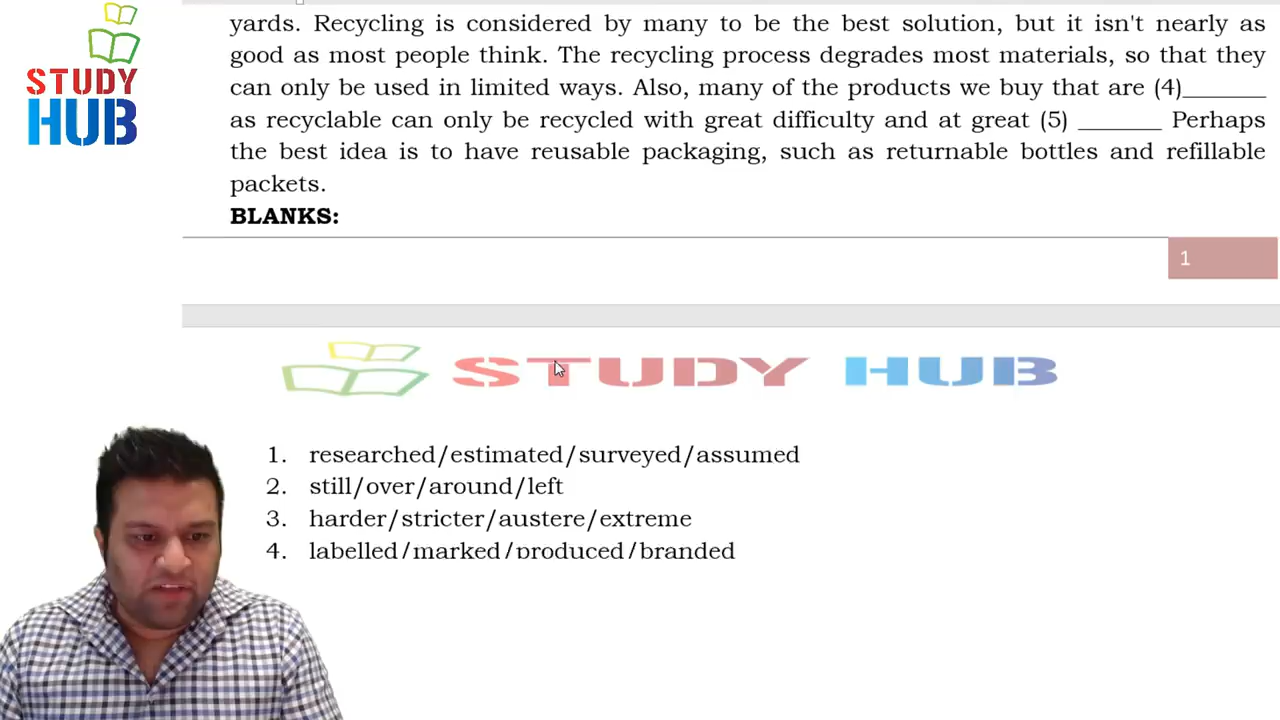 STUDY
HUB
yards. Recycling is considered by many to be the best solution, but it isn't nearly as
good as most people think. The recycling process degrades most materials, so that they
can only be used in limited ways. Also, many of the products we buy that are (4)_______
as recyclable can only be recycled with great difficulty and at great (5) _______ Perhaps
the best idea is to have reusable packaging, such as returnable bottles and refillable
packets.
BLANKS:
1
STUDY HUB
1. researched/estimated/surveyed/assumed
2. still/over/around/left
3. harder/stricter/austere/extreme
4. labelled/marked/produced/branded